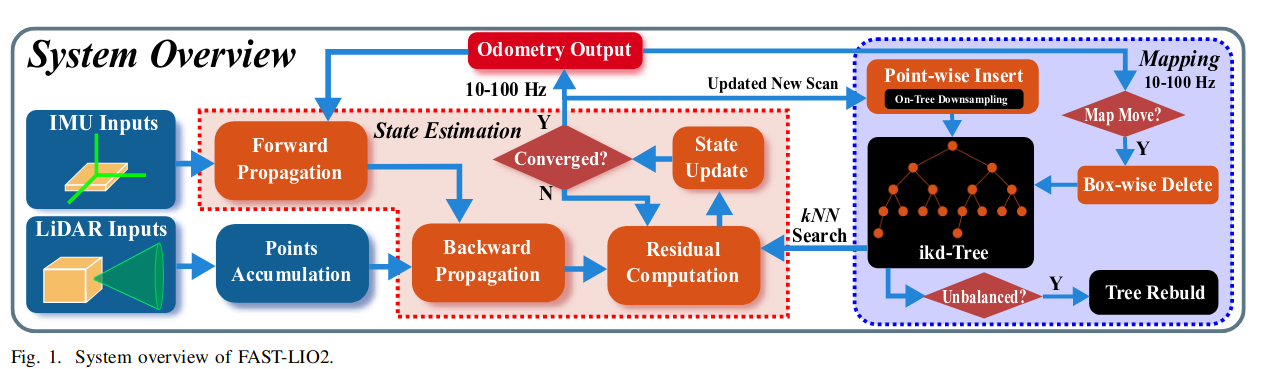 System Overview
Odometry Output
10-100 Hz
Updated New Scan
Mapping
10-100 Hz
Point-wise Insert
On-Tree Downsampling
Map Move?
Y
Box-wise Delete
IMU Inputs
Forward
Propagation
State Estimation
Y
Converged?
N
State
Update
LiDAR Inputs
Points
Accumulation
Backward
Propagation
Residual
Computation
kNN
Search
ikd-Tree
Unbalanced?
Y
Tree Rebuld
Fig. 1. System overview of FAST-LIO2.